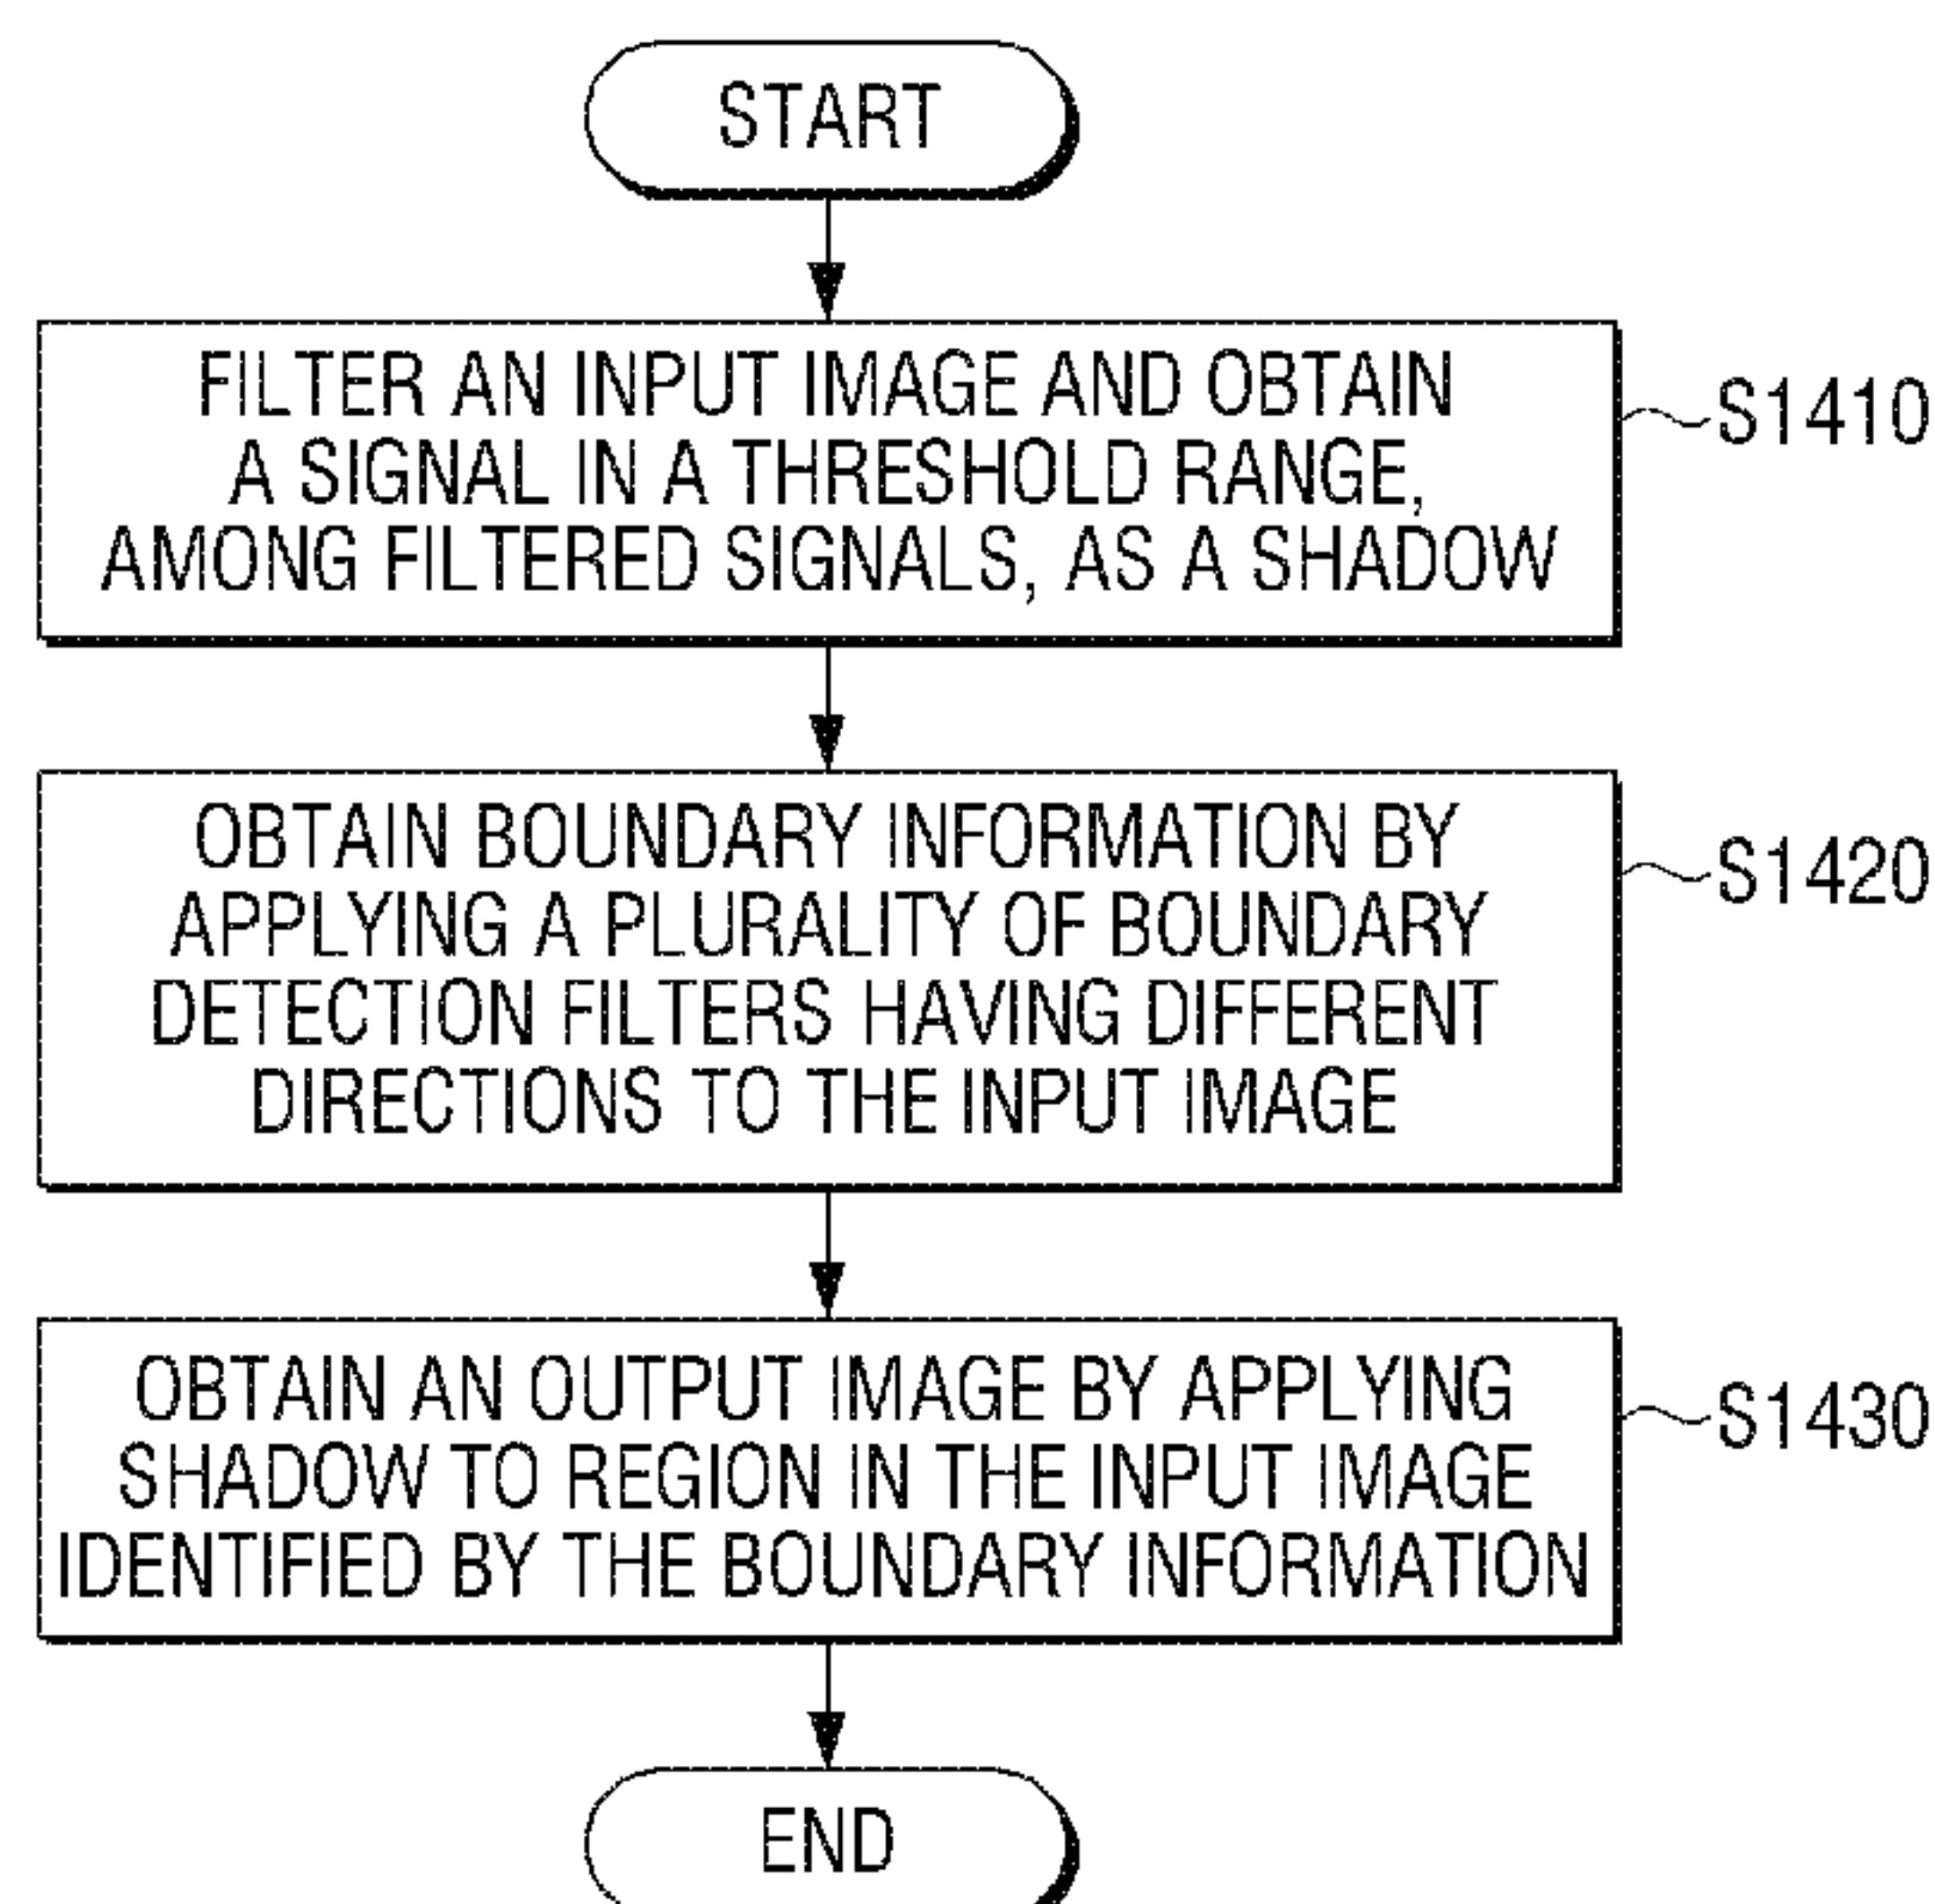 START
FILTER AN INPUT IMAGE AND OBTAIN
A SIGNAL IN A THRESHOLD RANGE,
AMONG FILTERED SIGNALS, AS A SHADOW
S1410
OBTAIN BOUNDARY INFORMATION BY
APPLYING A PLURALITY OF BOUNDARY
DETECTION FILTERS HAVING DIFFERENT
DIRECTIONS TO THE INPUT IMAGE
S1420
OBTAIN AN OUTPUT IMAGE BY APPLYING
SHADOW TO REGION IN THE INPUT IMAGE
IDENTIFIED BY THE BOUNDARY INFORMATION
S1430
END